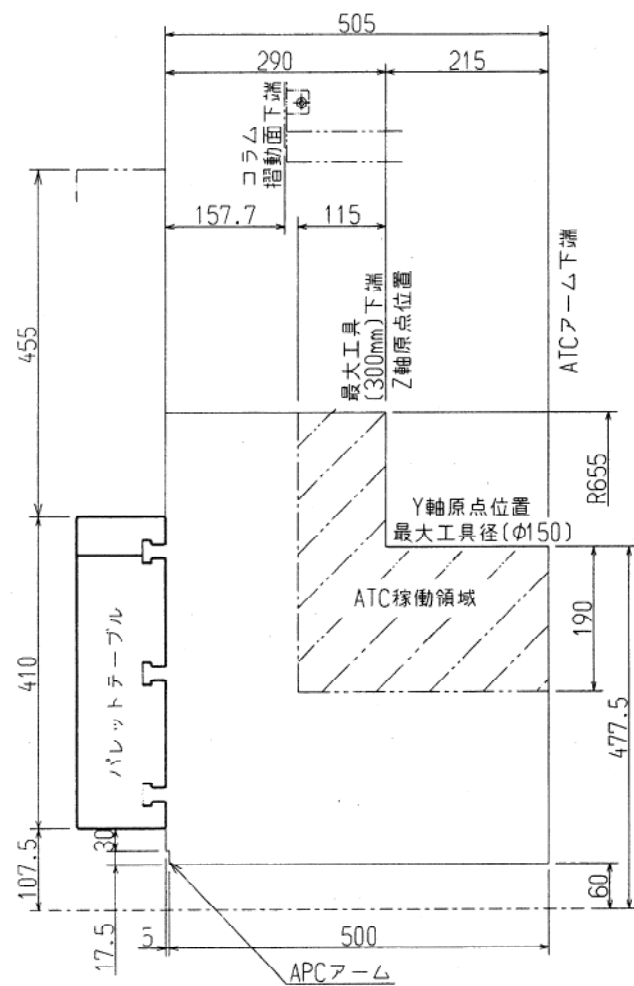 505
290
215
コラム
摺動面下端
157.7
115
最大工具
(300mm)下端
Z軸原点位置
ATCアーム下端
455
R655
Y軸原点位置
最大工具径(Φ150)
ATC稼働領域
190
410
パレットテーブル
477.5
30
107.5
17.5
60
5
500
APCアーム